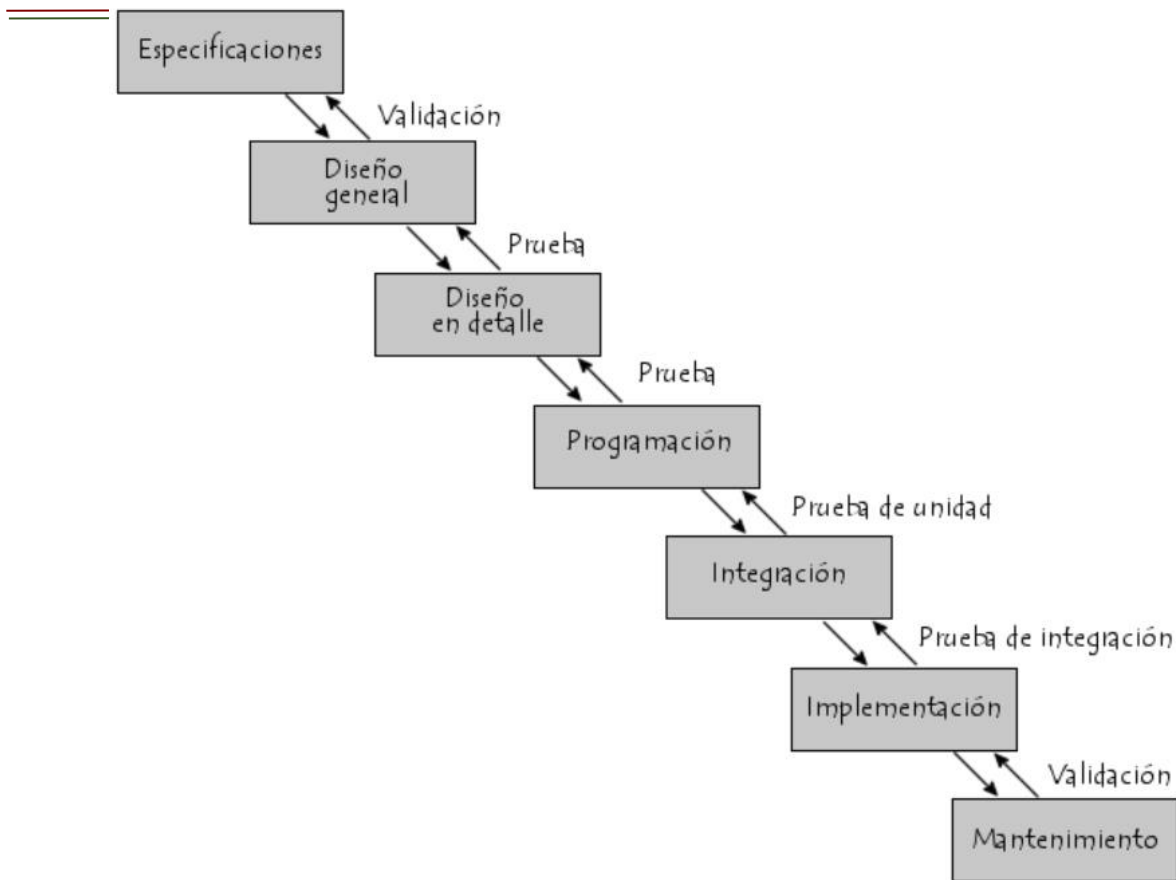 Especificaciones
Validación
Diseño
general
Prueba
Diseño
en detalle
Prueba
Programación
Prueba de unidad
Integración
Prueba de integración
Implementación
Validación
Mantenimiento